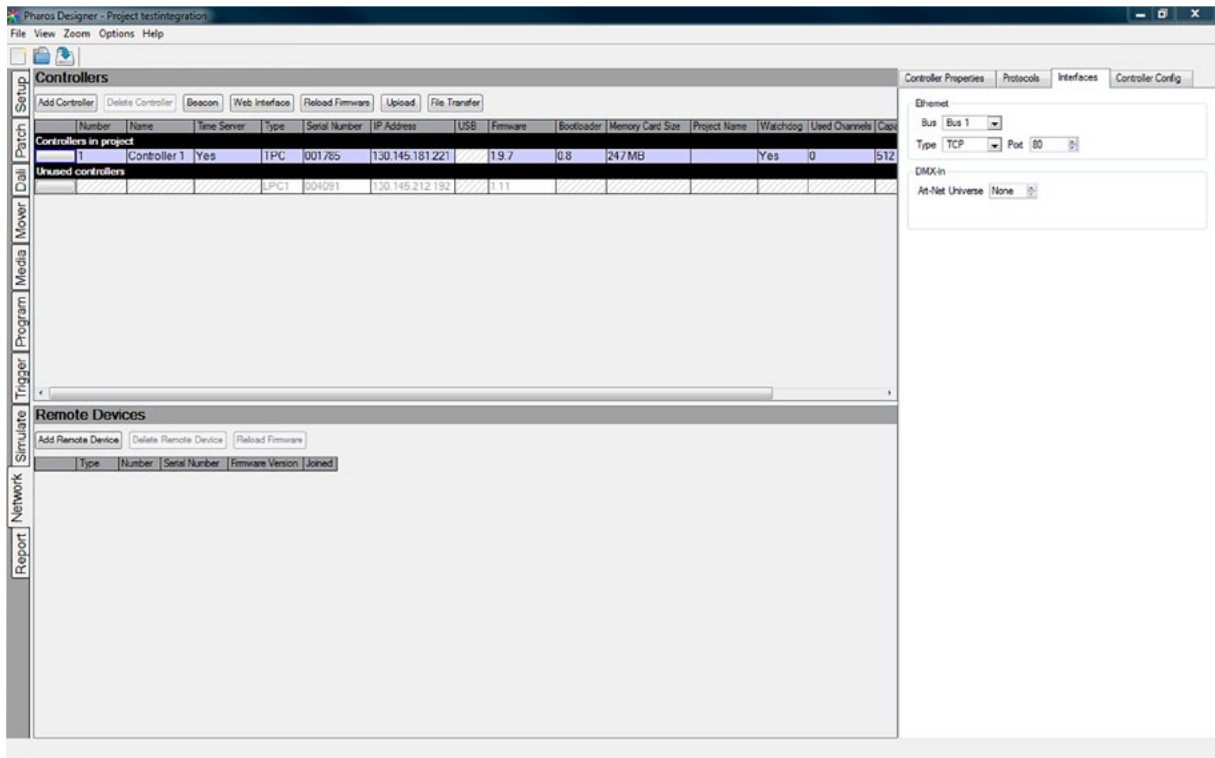 Pharos Designer - Project testintegration
File View Zoom Options Help
Setup
Patch
Dali
Mover
Media
Program
Trigger
Simulate
Network
Report
Controllers
Add Controller Delete Controller Beacon Web Interface Reload Firmware Upload File Transfer
Number Name Time Server Type Serial Number IP Address USB Firmware Bootloader Memory Card Size Project Name Watchdog Used Channels Capa
Controllers in project
1 Controller 1 Yes TPC 001785 130.145.181.221 1.9.7 0.8 247 MB Yes 0 512
Unused controllers
LPC1 004091 130.145.212.192 1.11
Remote Devices
Add Remote Device Delete Remote Device Reload Firmware
Type Number Serial Number Firmware Version Joined
Controller Properties Protocols Interfaces Controller Config
Ethernet
Bus Bus 1
Type TCP Port 80
DMX-In
Art-Net Universe None